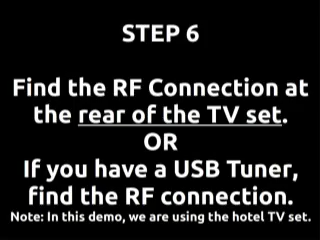 STEP 6
Find the RF Connection at
the rear of the TV set.
OR
If you have a USB Tuner,
find the RF connection.
Note: In this demo, we are using the hotel TV set.